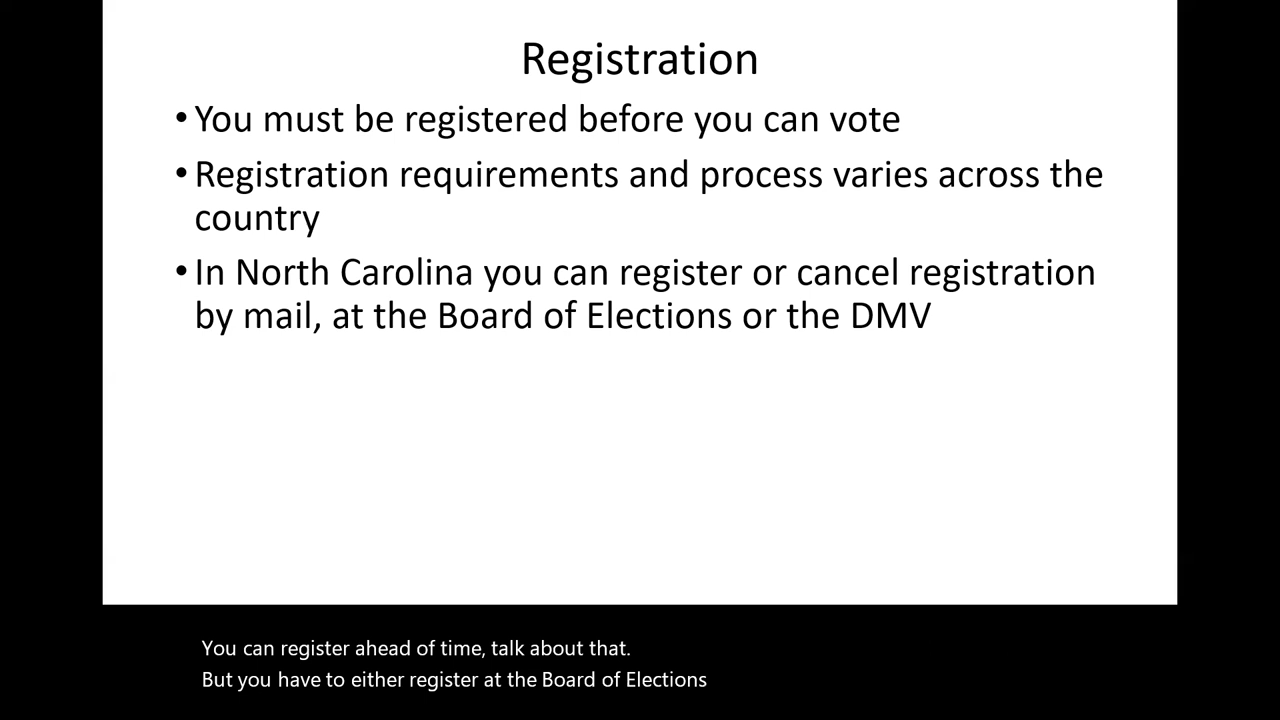 Registration
• You must be registered before you can vote
• Registration requirements and process varies across the
country
• In North Carolina you can register or cancel registration
by mail, at the Board of Elections or the DMV
You can register ahead of time, talk about that.
But you have to either register at the Board of Elections